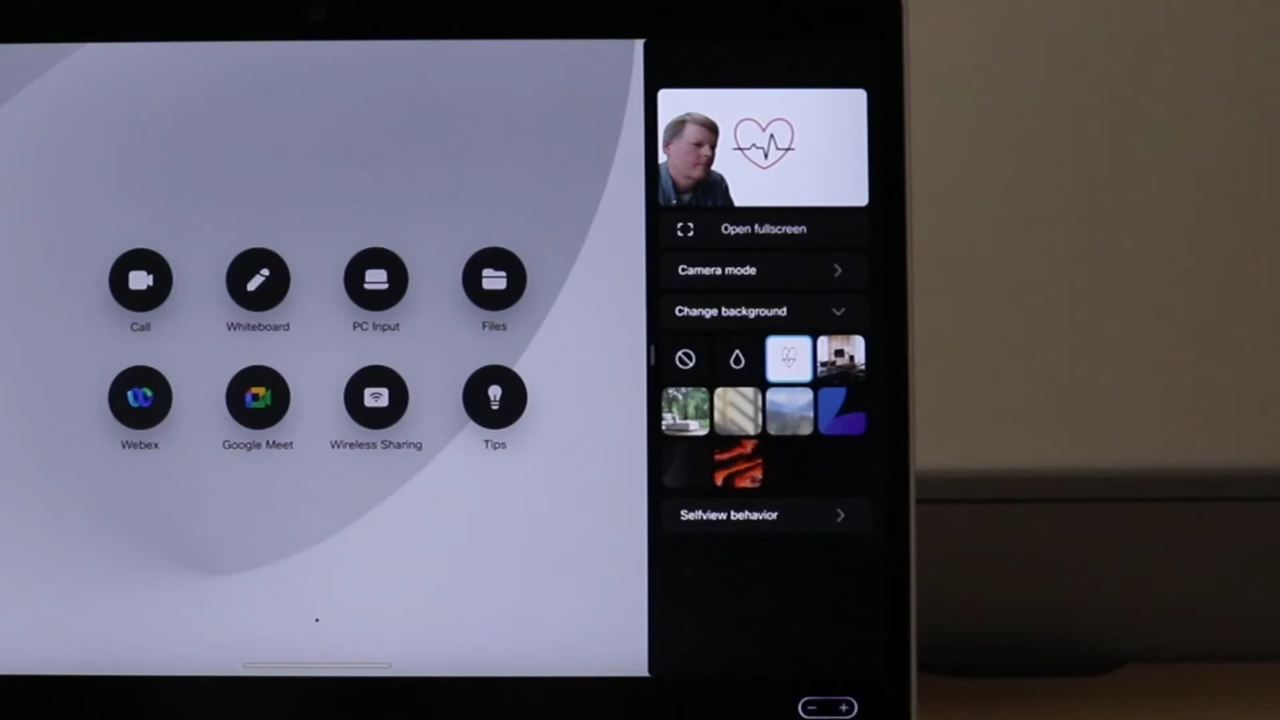 Call
Whiteboard
PC Input
Files
Webex
Google Meet
Wireless Sharing
Tips
Open fullscreen
Camera mode
Change background
Selfview behavior